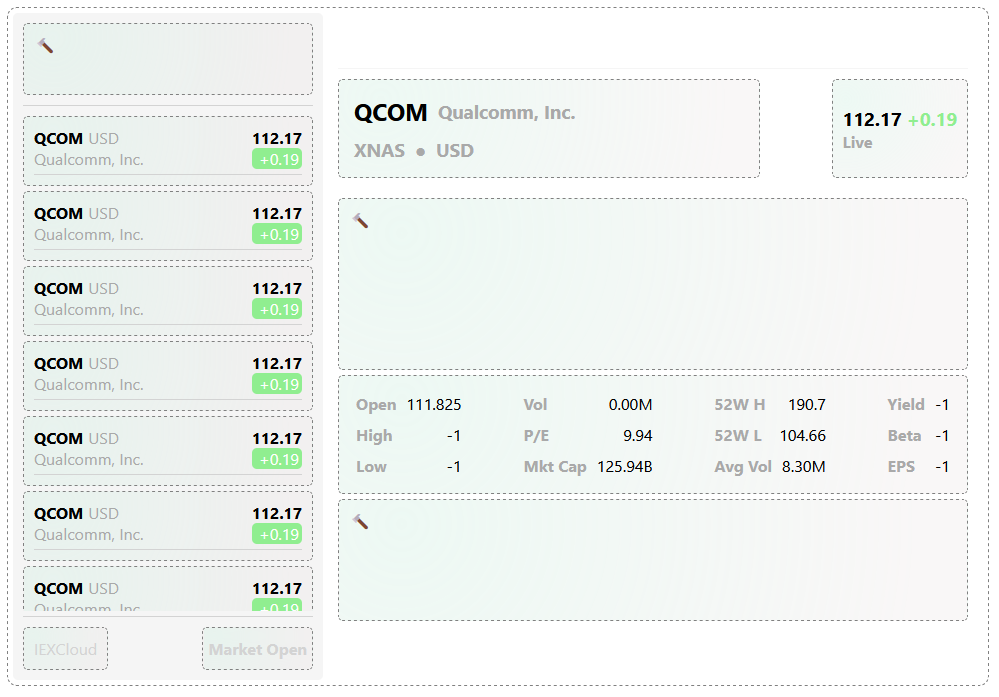 QCOM USD 112.17
Qualcomm, Inc. +0.19
QCOM USD 112.17
Qualcomm, Inc. +0.19
QCOM USD 112.17
Qualcomm, Inc. +0.19
QCOM USD 112.17
Qualcomm, Inc. +0.19
QCOM USD 112.17
Qualcomm, Inc. +0.19
QCOM USD 112.17
Qualcomm, Inc. +0.19
QCOM USD 112.17
Qualcomm, Inc. +0.19
IEXCloud Market Open
QCOM Qualcomm, Inc.
XNAS ● USD
112.17 +0.19
Live
Open 111.825 Vol 0.00M 52W H 190.7 Yield -1
High -1 P/E 9.94 52W L 104.66 Beta -1
Low -1 Mkt Cap 125.94B Avg Vol 8.30M EPS -1